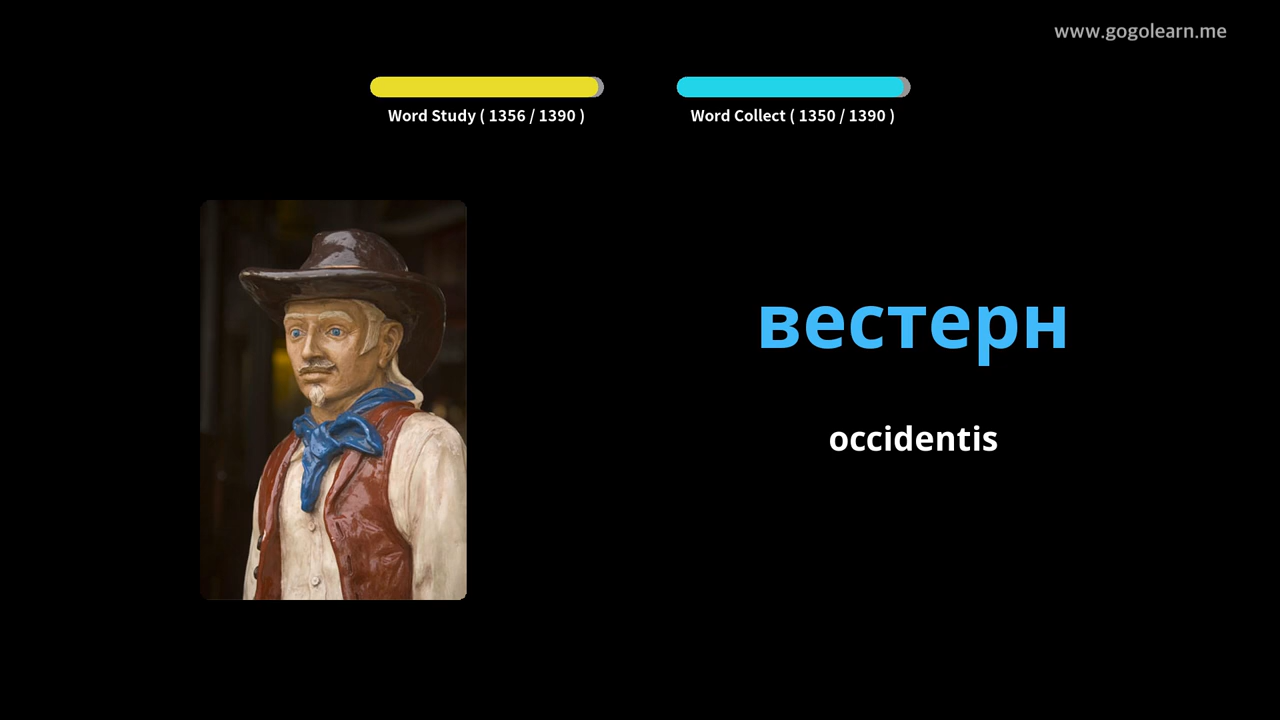 www.gogolearn.me
Word Study ( 1356 / 1390 )
Word Collect ( 1350 / 1390 )
вестерн
occidentis